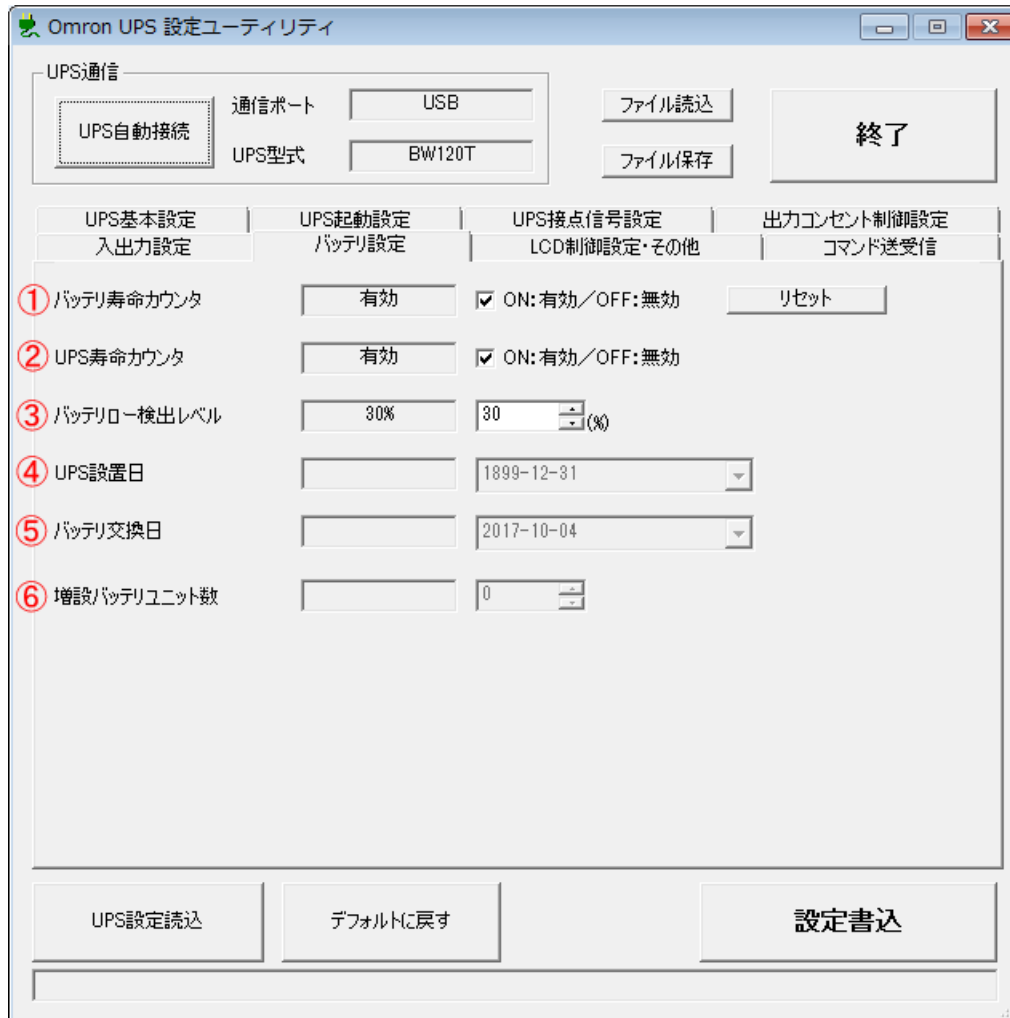 Omron UPS 設定ユーティリティ
UPS通信
UPS自動接続
通信ポート USB
UPS型式 BW120T
ファイル読込
ファイル保存
終了
UPS基本設定 UPS起動設定 UPS接点信号設定 出力コンセント制御設定
入出力設定 バッテリ設定 LCD制御設定・その他 コマンド送受信
① バッテリ寿命カウンタ 有効 ON:有効/OFF:無効 リセット
② UPS寿命カウンタ 有効 ON:有効/OFF:無効
③ バッテリロー検出レベル 30% 30 (%)
④ UPS設置日 1899-12-31
⑤ バッテリ交換日 2017-10-04
⑥ 増設バッテリユニット数 0
UPS設定読込 デフォルトに戻す 設定書込